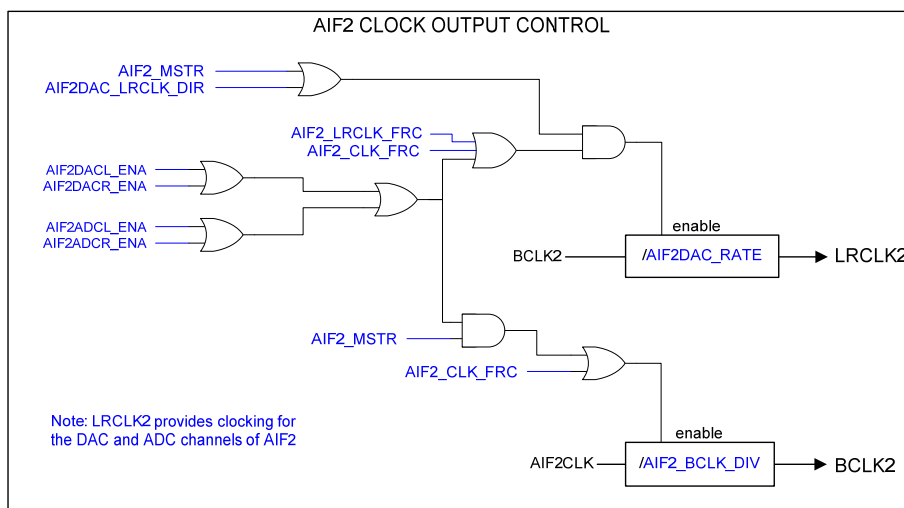 AIF2 CLOCK OUTPUT CONTROL
AIF2_MSTR
AIF2DAC_LRCLK_DIR
AIF2_LRCLK_FRC
AIF2_CLK_FRC
AIF2DACL_ENA
AIF2DACR_ENA
AIF2ADCL_ENA
AIF2ADCR_ENA
enable
BCLK2
/AIF2DAC_RATE
LRCLK2
AIF2_MSTR
AIF2_CLK_FRC
Note: LRCLK2 provides clocking for
the DAC and ADC channels of AIF2
enable
AIF2CLK
/AIF2_BCLK_DIV
BCLK2